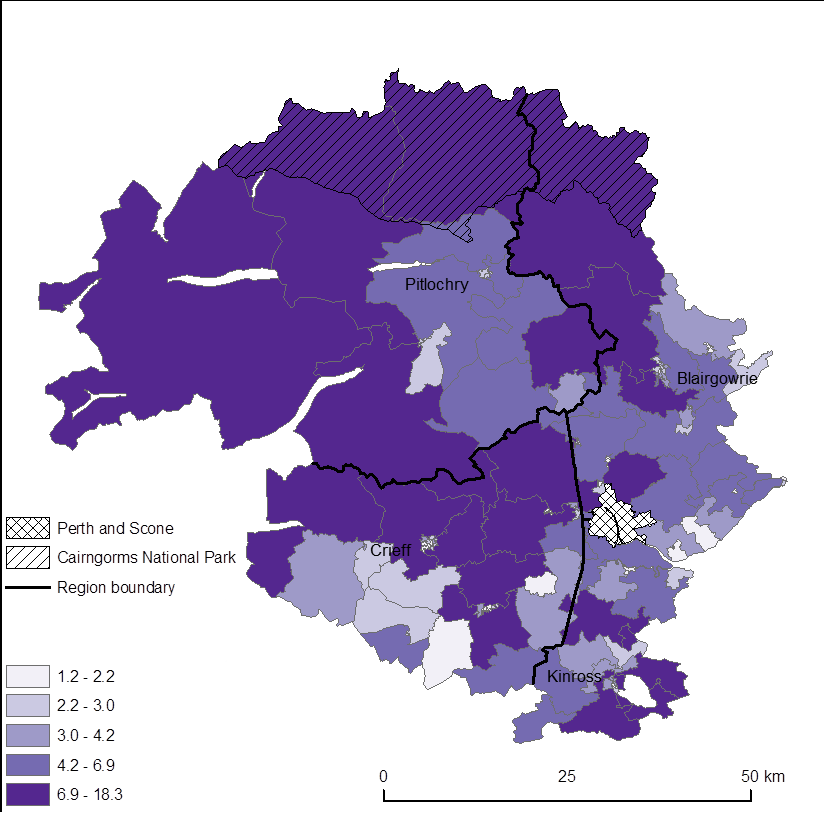 Pitlochry
Blairgowrie
Crieff
Kinross
Perth and Scone
Cairngorms National Park
Region boundary
1.2 - 2.2
2.2 - 3.0
3.0 - 4.2
4.2 - 6.9
6.9 - 18.3
0 25 50 km